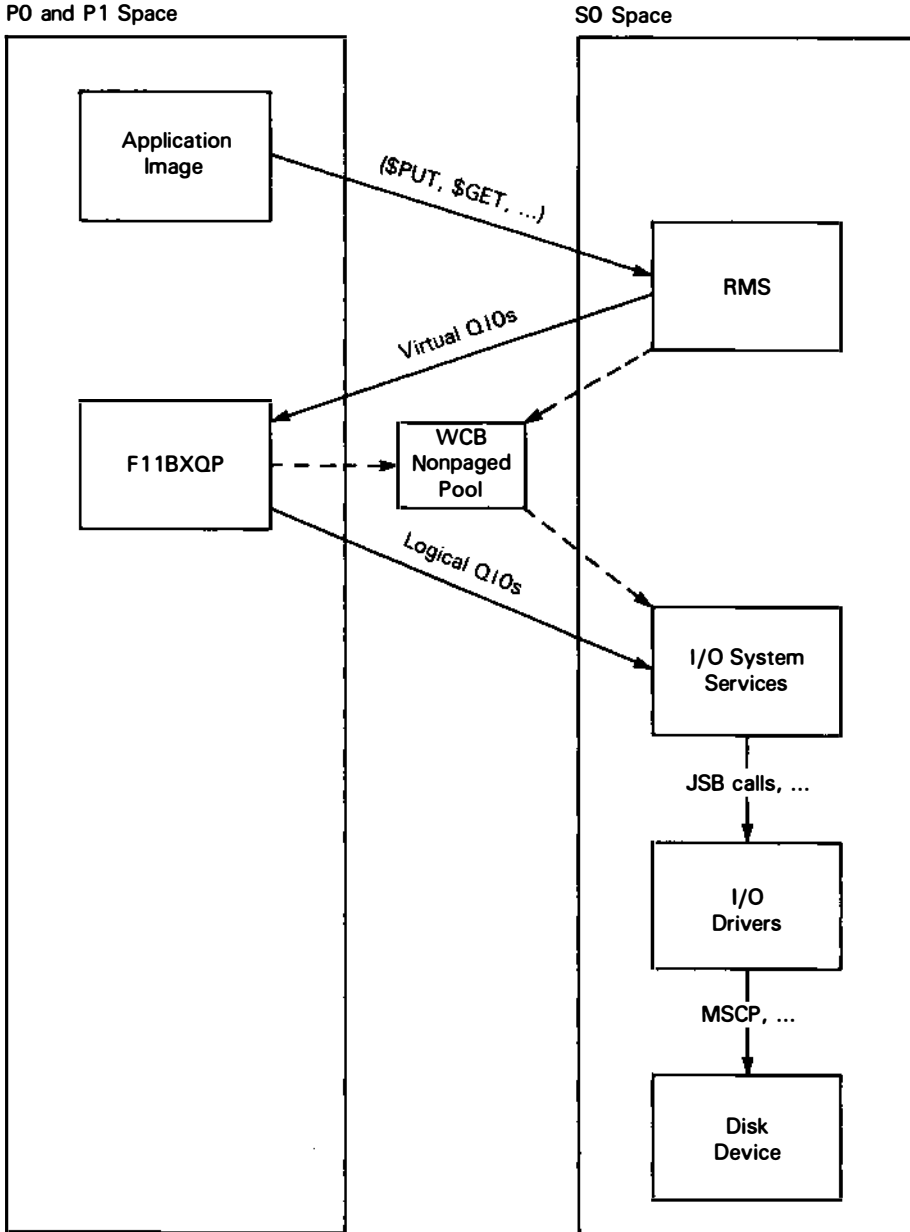 P0 and P1 Space
S0 Space
Application
Image
($PUT, $GET, ...)
RMS
Virtual QIOs
F11BXQP
WCB
Nonpaged
Pool
Logical QIOs
I/O System
Services
JSB calls, ...
I/O
Drivers
MSCP, ...
Disk
Device